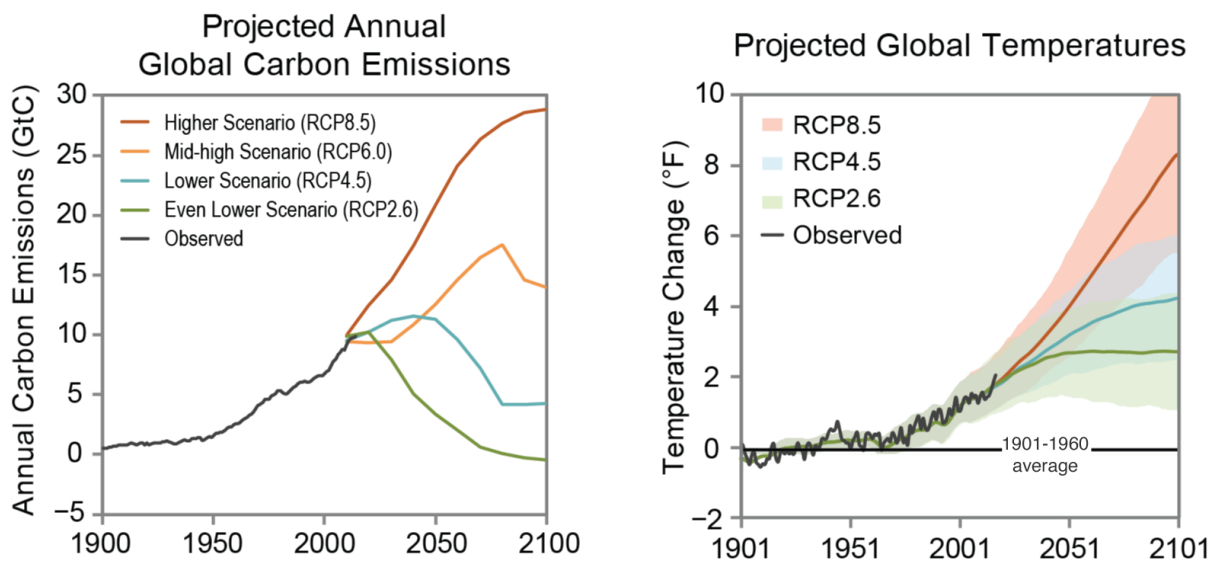 Projected Annual
Global Carbon Emissions
Annual Carbon Emissions (GtC)
30
25
20
15
10
5
0
−5
Higher Scenario (RCP8.5)
Mid-high Scenario (RCP6.0)
Lower Scenario (RCP4.5)
Even Lower Scenario (RCP2.6)
Observed
1900 1950 2000 2050 2100
Projected Global Temperatures
Temperature Change (°F)
10
8
6
4
2
0
−2
RCP8.5
RCP4.5
RCP2.6
Observed
1901-1960
average
1901 1951 2001 2051 2101